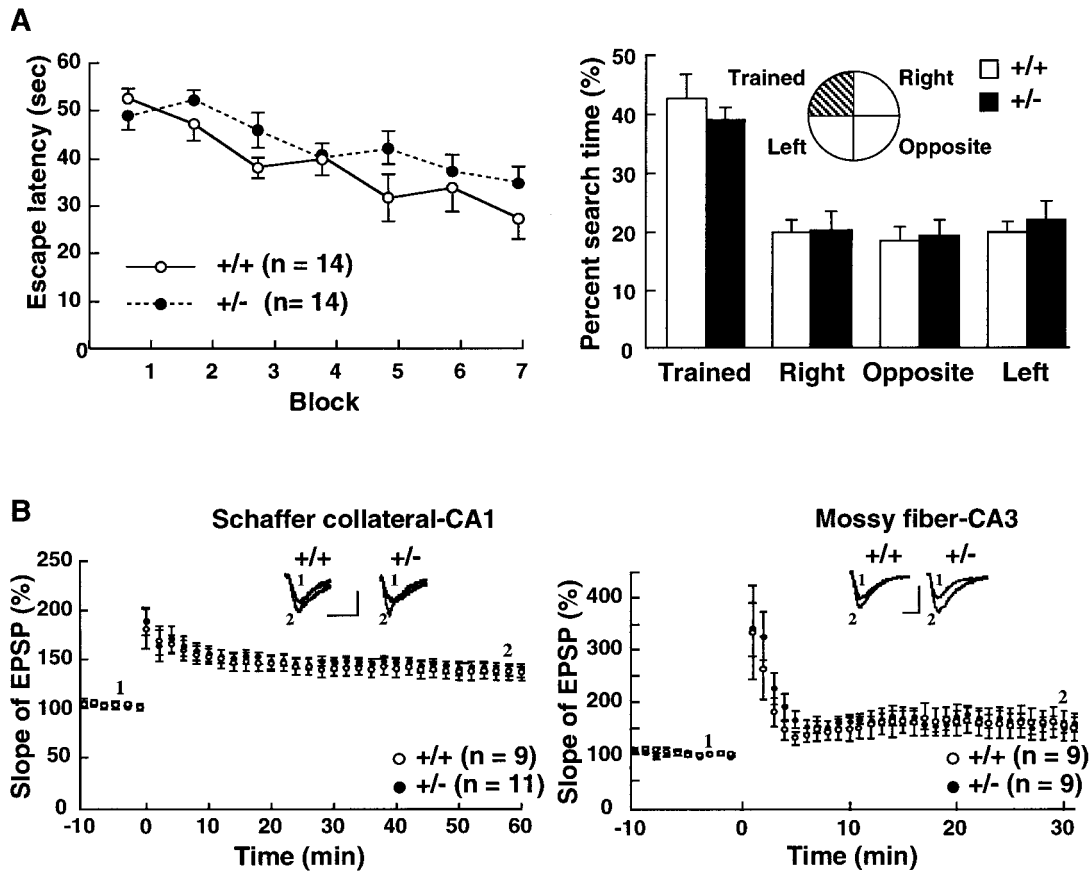 A
Escape latency (sec)
60
50
40
30
20
10
0
+/+ (n = 14)
+/- (n= 14)
1 2 3 4 5 6 7
Block
Percent search time (%)
50
40
30
20
10
0
Trained Right
Left Opposite
+/+
+/-
Trained Right Opposite Left
B
Schaffer collateral-CA1
Slope of EPSP (%)
250
200
150
100
50
0
+/+ +/-
1 1
2 2
1
2
+/+ (n = 9)
+/- (n = 11)
-10 0 10 20 30 40 50 60
Time (min)
Mossy fiber-CA3
Slope of EPSP (%)
400
300
200
150
100
50
0
+/+ +/-
1 1
2 2
1
2
+/+ (n = 9)
+/- (n = 9)
-10 0 10 20 30
Time (min)